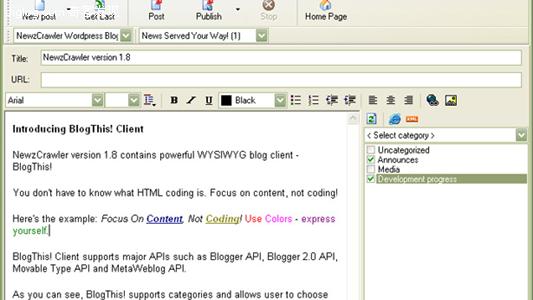 New post
Get Last
Post
Publish
Stop
Home Page
NewzCrawler Wordpress Blog
News Served Your Way! (1)
Title: NewzCrawler version 1.8
URL:
Arial
B I U Black
Introducing BlogThis! Client
NewzCrawler version 1.8 contains powerful WYSIWYG blog client -
BlogThis!
You don't have to know what HTML coding is. Focus on content, not coding!
Here's the example: Focus On Content, Not Coding! Use Colors - express
yourself.
BlogThis! Client supports major APIs such as Blogger API, Blogger 2.0 API,
Movable Type API and MetaWeblog API.
As you can see, BlogThis! supports categories and allows user to choose
XML
< Select category >
Uncategorized
Announces
Media
Development progress